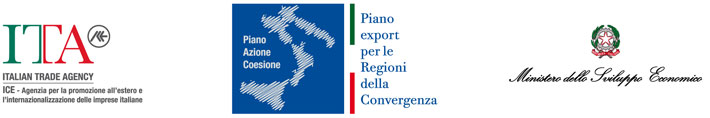 ITA
ITALIAN TRADE AGENCY
ICE - Agenzia per la promozione all'estero e
l'internazionalizzazione delle imprese italiane
Piano
Azione
Coesione
Piano
export
per le
Regioni
della
Convergenza
Ministero dello Sviluppo Economico